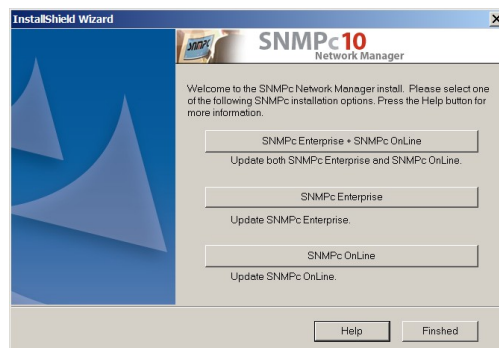 InstallShield Wizard
SNMPc
SNMPc10
Network Manager
Welcome to the SNMPc Network Manager install. Please select one
of the following SNMPc installation options. Press the Help button for
more information.
SNMPc Enterprise + SNMPc OnLine
Update both SNMPc Enterprise and SNMPc OnLine.
SNMPc Enterprise
Update SNMPc Enterprise.
SNMPc OnLine
Update SNMPc OnLine.
Help
Finshed